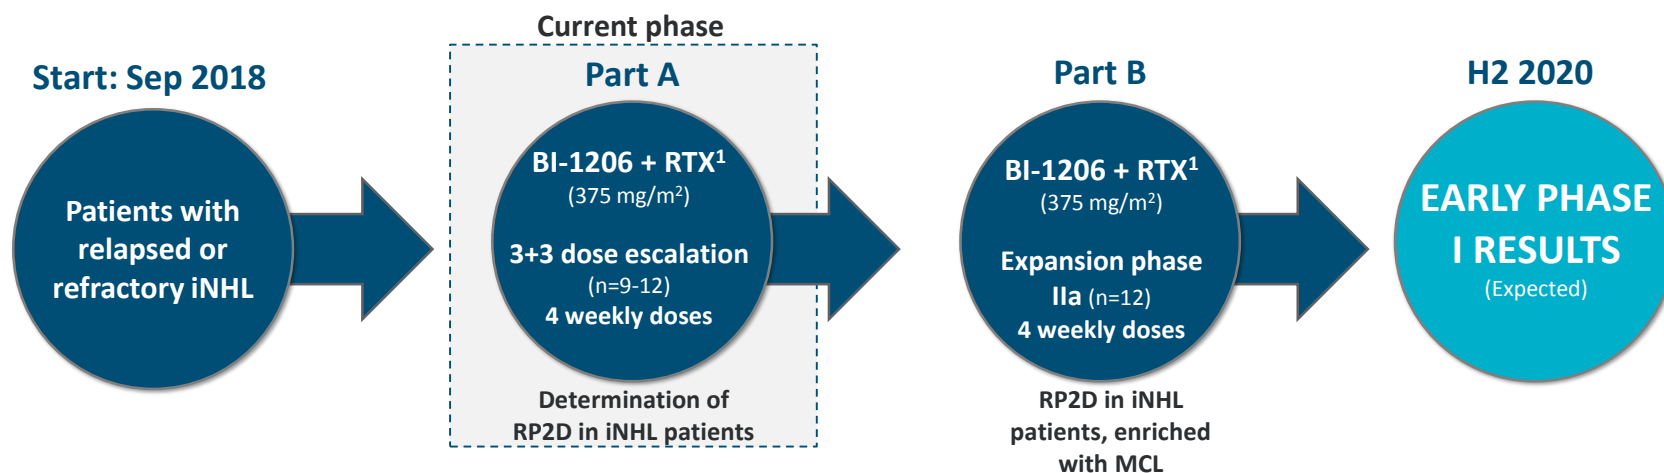 Start: Sep 2018
Patients with
relapsed or
refractory iNHL
Current phase
Part A
BI-1206 + RTX¹
(375 mg/m²)
3+3 dose escalation
(n=9-12)
4 weekly doses
Determination of
RP2D in iNHL patients
Part B
BI-1206 + RTX¹
(375 mg/m²)
Expansion phase
IIa (n=12)
4 weekly doses
RP2D in iNHL
patients, enriched
with MCL
H2 2020
EARLY PHASE
I RESULTS
(Expected)